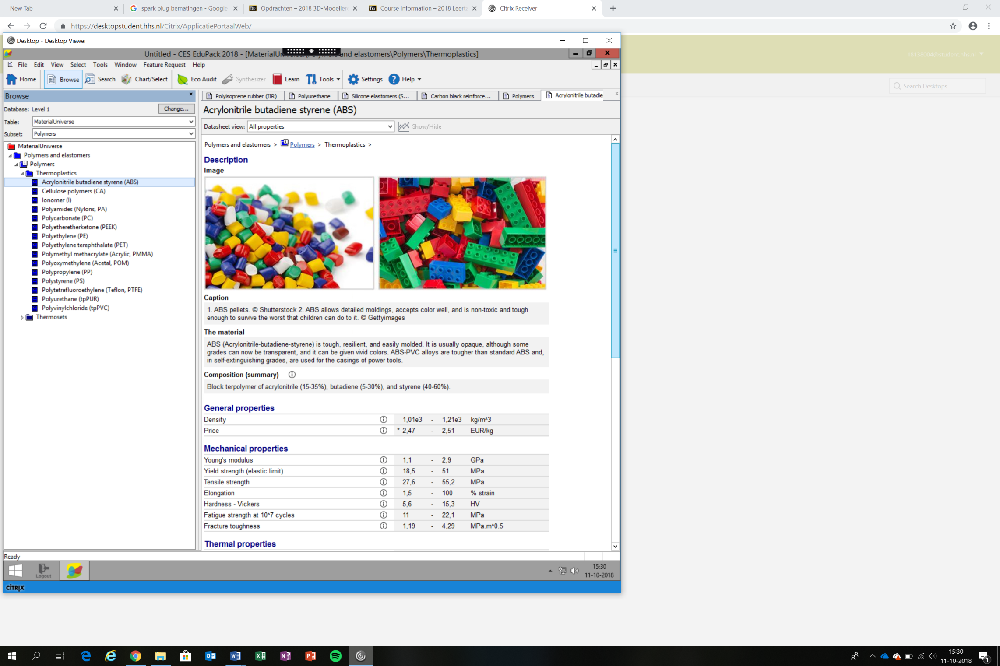 New Tab
spark plug bematingen - Google
Opdrachten – 2018 3D-Modeller
Course Information – 2018 Leerta
Citrix Receiver
https://desktopstudent.hhs.nl/Citrix/ApplicatiePortaalWeb/
Desktop - Desktop Viewer
18138004@student.hhs.nl
Untitled - CES EduPack 2018 - [MaterialUniverse\Polymers and elastomers\Polymers\Thermoplastics]
File Edit View Select Tools Window Feature Request Help
Home Browse Search Chart/Select Eco Audit Synthesizer Learn Tools Settings Help
Search Desktops
Browse
Polyisoprene rubber (IIR) Polyurethane Silicone elastomers (S... Carbon black reinforce... Polymers Acrylonitrile butadie
Database: Level 1 Change...
Acrylonitrile butadiene styrene (ABS)
Table: MaterialUniverse
Datasheet view: All properties Show/Hide
Subset: Polymers
MaterialUniverse
Polymers and elastomers
Polymers
Thermoplastics
Acrylonitrile butadiene styrene (ABS)
Cellulose polymers (CA)
Ionomer (I)
Polyamides (Nylons, PA)
Polycarbonate (PC)
Polyetheretherketone (PEEK)
Polyethylene (PE)
Polyethylene terephthalate (PET)
Polymethyl methacrylate (Acrylic, PMMA)
Polyoxymethylene (Acetal, POM)
Polypropylene (PP)
Polystyrene (PS)
Polytetrafluoroethylene (Teflon, PTFE)
Polyurethane (tpPUR)
Polyvinylchloride (tpPVC)
Thermosets
Polymers and elastomers > Polymers > Thermoplastics >
Description
Image
Caption
1. ABS pellets. © Shutterstock 2. ABS allows detailed moldings, accepts color well, and is non-toxic and tough
enough to survive the worst that children can do to it. © Gettyimages
The material
ABS (Acrylonitrile-butadiene-styrene) is tough, resilient, and easily molded. It is usually opaque, although some
grades can now be transparent, and it can be given vivid colors. ABS-PVC alloys are tougher than standard ABS and,
in self-extinguishing grades, are used for the casings of power tools.
Composition (summary)
Block terpolymer of acrylonitrile (15-35%), butadiene (5-30%), and styrene (40-60%).
General properties
Density 1,01e3 - 1,21e3 kg/m^3
Price * 2,47 - 2,51 EUR/kg
Mechanical properties
Young's modulus 1,1 - 2,9 GPa
Yield strength (elastic limit) 18,5 - 51 MPa
Tensile strength 27,6 - 55,2 MPa
Elongation 1,5 - 100 % strain
Hardness - Vickers 5,6 - 15,3 HV
Fatigue strength at 10^7 cycles 11 - 22,1 MPa
Fracture toughness 1,19 - 4,29 MPa.m^0.5
Thermal properties
Ready
Logout
15:30
11-10-2018
CİTRIX
15:30
11-10-2018
1